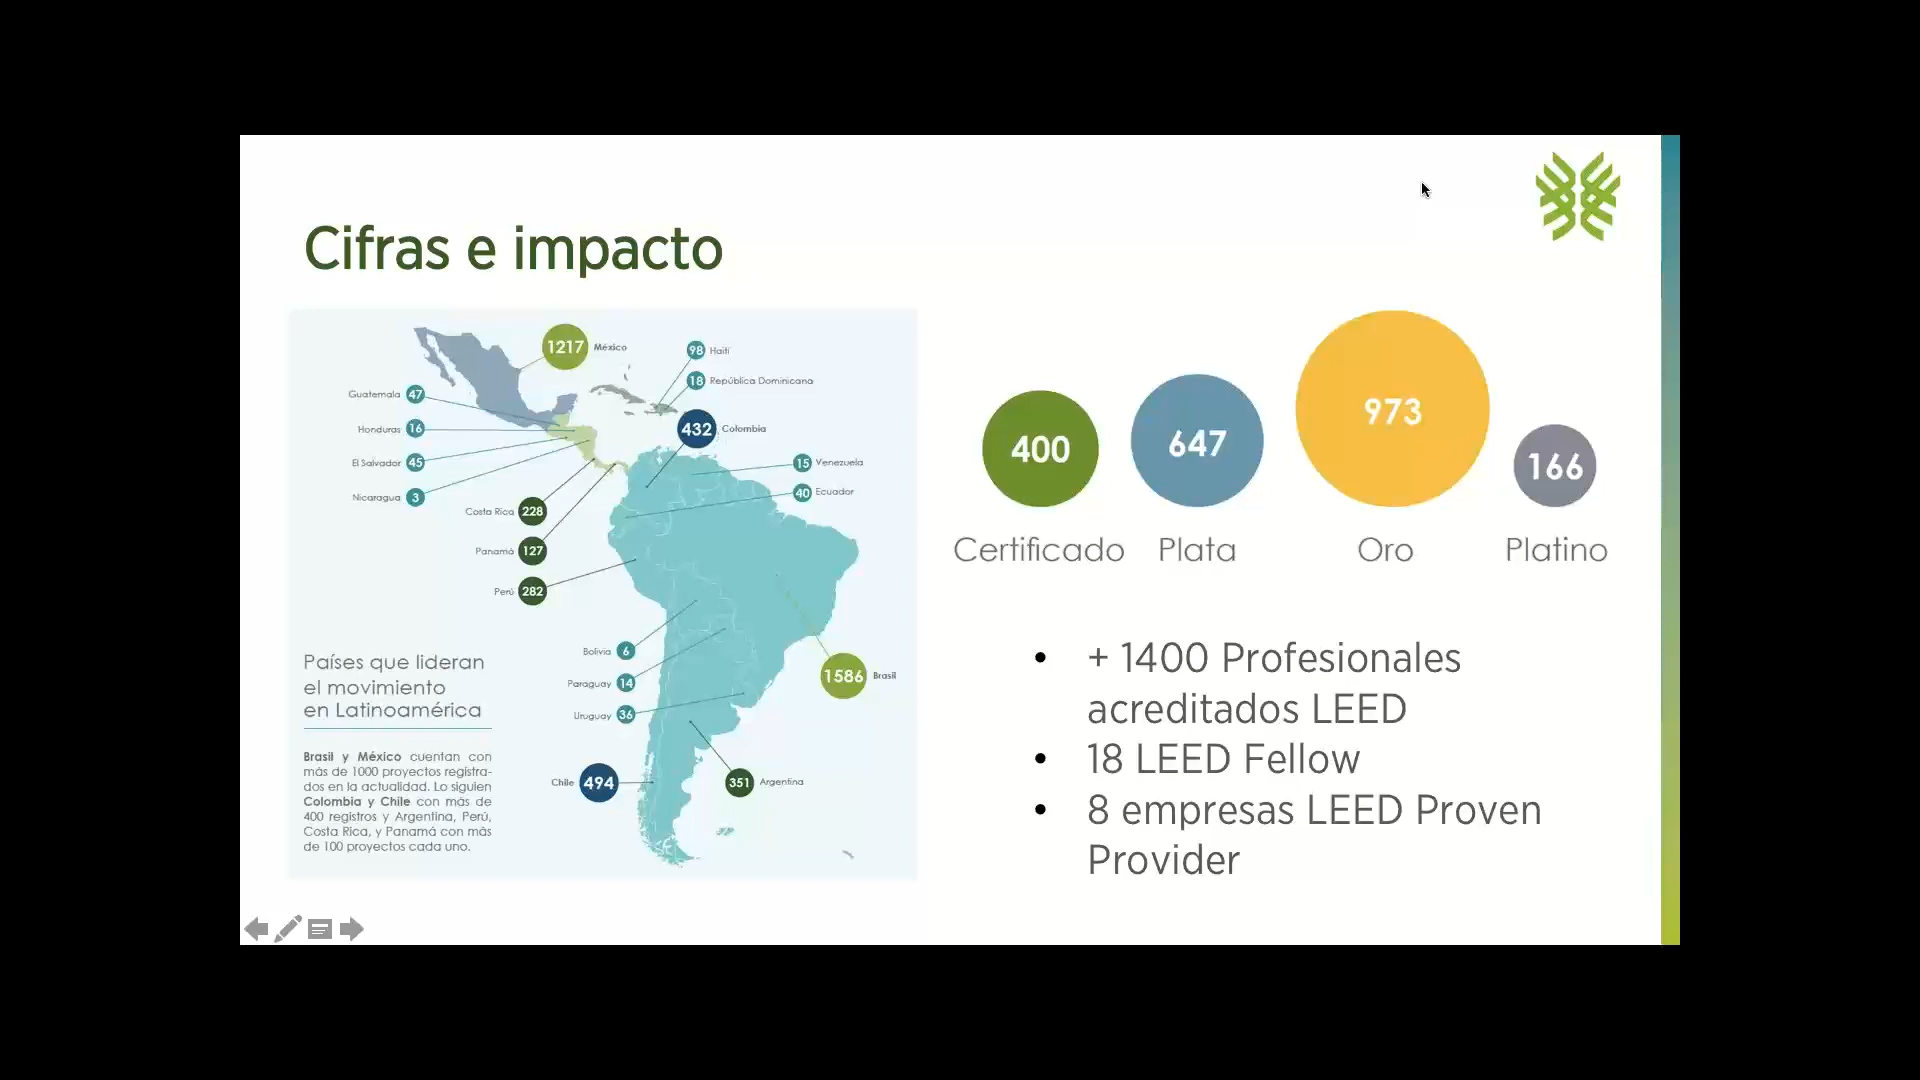 Cifras e impacto
1217 México
98 Haití
18 República Dominicana
Guatemala 47
432 Colombia
Honduras 16
El Salvador 45
15 Venezuela
40 Ecuador
Nicaragua 3
Costa Rica 228
Panamá 127
Perú 282
Bolivia 6
Paraguay 14
Uruguay 36
1586 Brasil
Chile 494
351 Argentina
Países que lideran
el movimiento
en Latinoamérica
Brasil y México cuentan con
más de 1000 proyectos registra-
dos en la actualidad. Lo siguen
Colombia y Chile con más de
400 registros y Argentina, Perú,
Costa Rica, y Panamá con más
de 100 proyectos cada uno.
400
647
973
166
Certificado
Plata
Oro
Platino
• + 1400 Profesionales
acreditados LEED
• 18 LEED Fellow
• 8 empresas LEED Proven
Provider